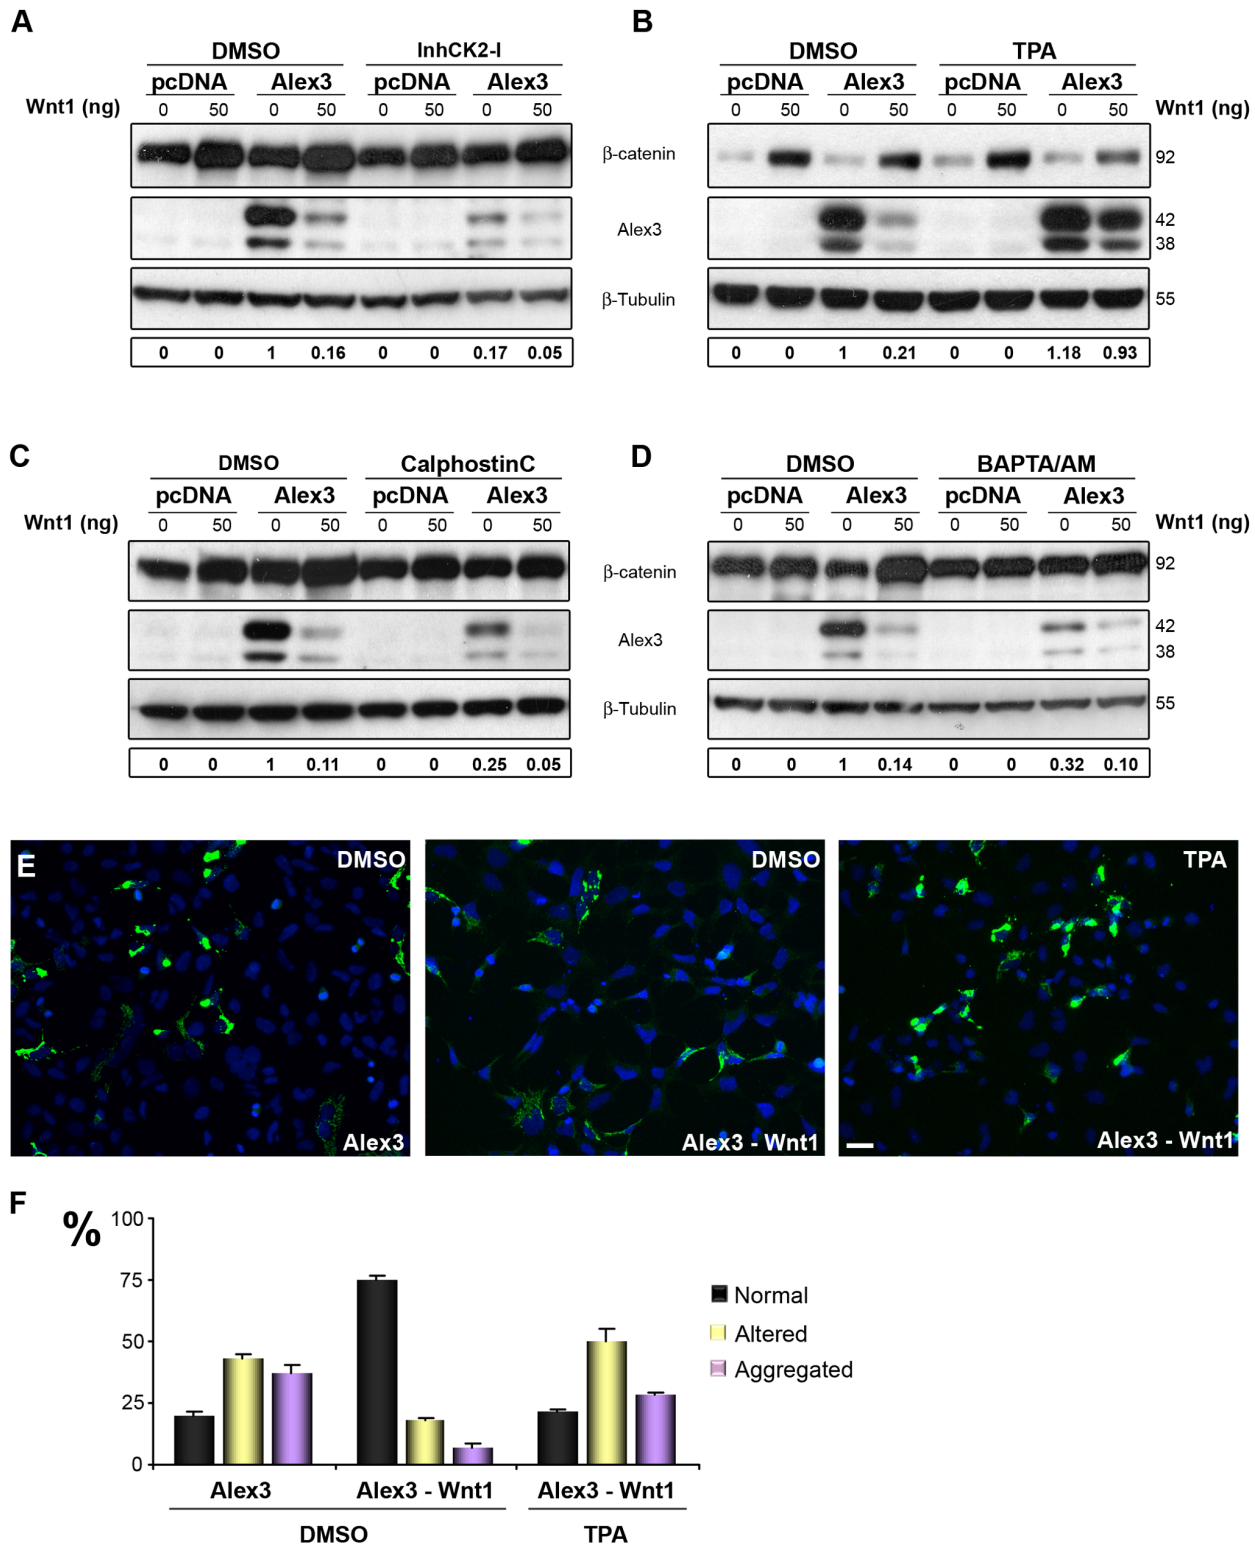 A
DMSO InhCK2-I
pcDNA Alex3 pcDNA Alex3
Wnt1 (ng) 0 50 0 50 0 50 0 50
0 0 1 0.16 0 0 0.17 0.05
β-catenin
Alex3
β-Tubulin
B
DMSO TPA
pcDNA Alex3 pcDNA Alex3
0 50 0 50 0 50 0 50 Wnt1 (ng)
92
42
38
55
0 0 1 0.21 0 0 1.18 0.93
C
DMSO CalphostinC
pcDNA Alex3 pcDNA Alex3
Wnt1 (ng) 0 50 0 50 0 50 0 50
0 0 1 0.11 0 0 0.25 0.05
β-catenin
Alex3
β-Tubulin
D
DMSO BAPTA/AM
pcDNA Alex3 pcDNA Alex3
0 50 0 50 0 50 0 50 Wnt1 (ng)
92
42
38
55
0 0 1 0.14 0 0 0.32 0.10
E
DMSO
Alex3
DMSO
Alex3 - Wnt1
TPA
Alex3 - Wnt1
F
%
100
75
50
25
0
Normal
Altered
Aggregated
Alex3 Alex3 - Wnt1 Alex3 - Wnt1
DMSO TPA